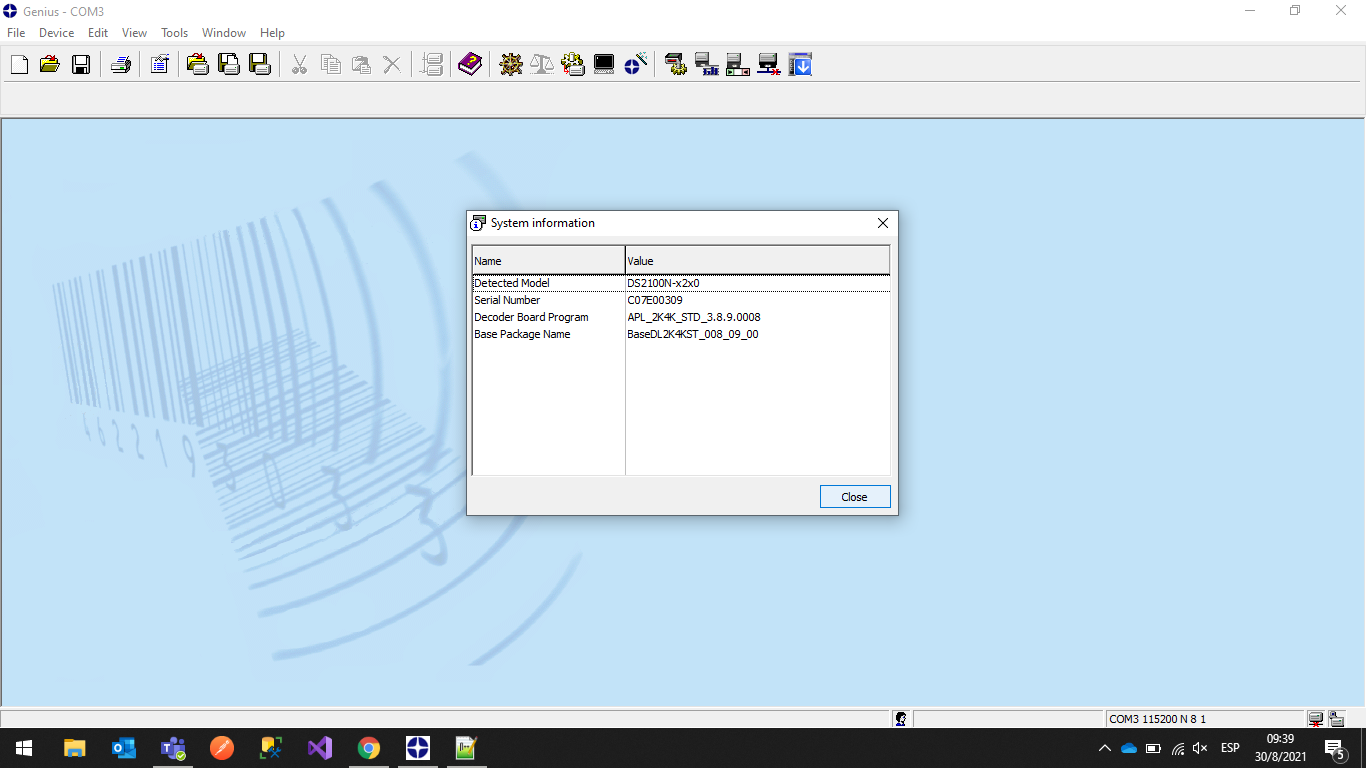 Genius - COM3
File Device Edit View Tools Window Help
System information
Name Value
Detected Model DS2100N-x2x0
Serial Number C07E00309
Decoder Board Program APL_2K4K_STD_3.8.9.0008
Base Package Name BaseDL2K4KST_008_09_00
Close
COM3 115200 N 8 1
ESP
09:39
30/8/2021
5